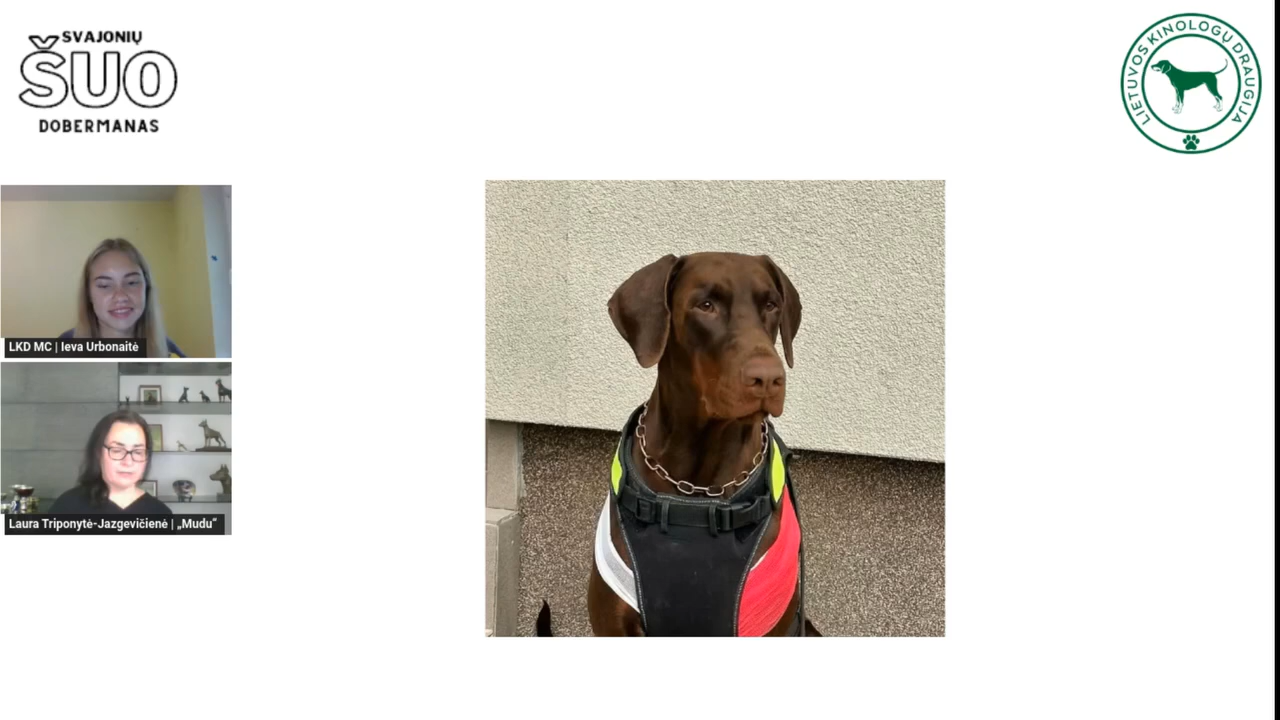 SVAJONIŲ
ŠUO
DOBERMANAS
LIETUVOS KINOLOGŲ DRAUGIJA
LKD MC | Ieva Urbonaitė
Laura Triponytė-Jazgevičienė | „Mudu“